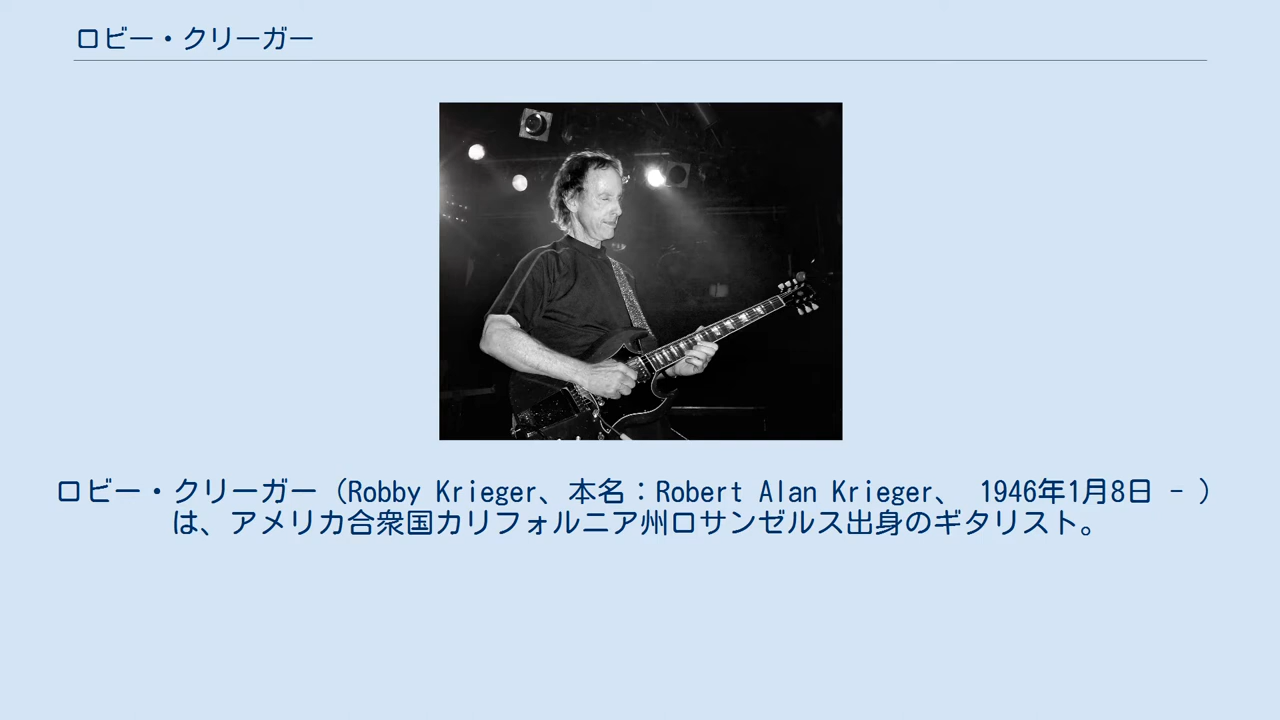 ロビー・クリーガー
ロビー・クリーガー（Robby Krieger、本名：Robert Alan Krieger、 1946年1月8日 - ）
は、アメリカ合衆国カリフォルニア州ロサンゼルス出身のギタリスト。